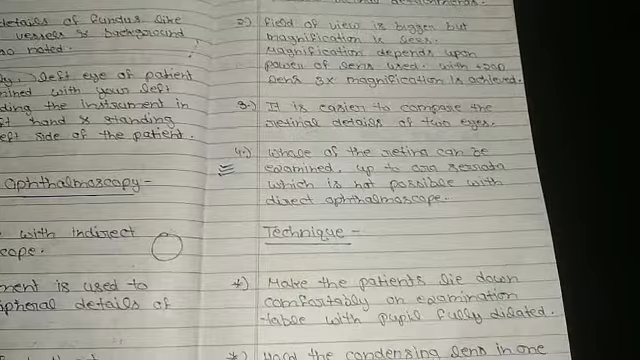 details of fundus like
vessels & background
so noted.
left eye of patient
mined with your left
ding the instrument in
ft hand & standing
eft side of the patient.
Ophthalmoscopy-
with indirect
cope.
ment is used to
ipheral details of
2.) Field of view is bigger but
magnification is less.
Magnification depends upon
power of lens used. with +20D
lens 3x magnification is achieved.
3.) It is easier to compare the
retinal details of two eyes.
4.) Whole of the retina can be
examined. up to ora serrata
which is not possible with
direct ophthalmoscope.
Technique -
*) Make the patients lie down
comfortably on examination
table with pupil fully dilated.
*) Hold the condensing lens in one